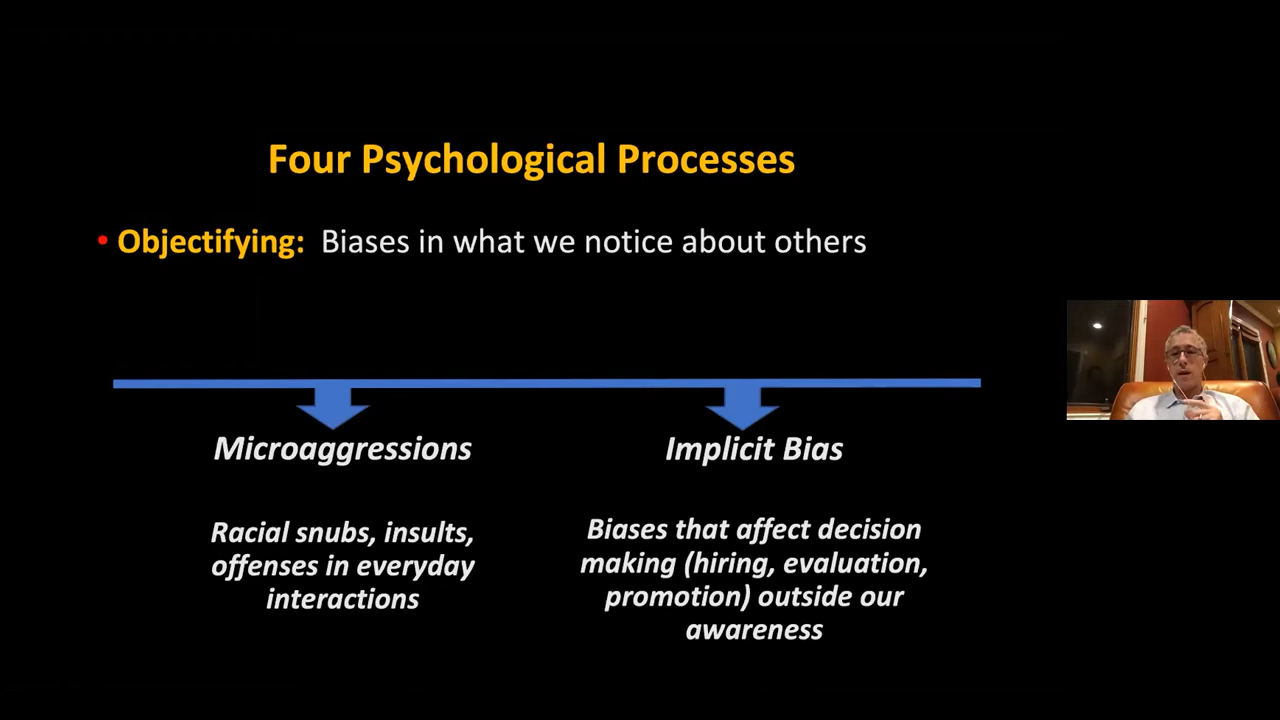 Four Psychological Processes
• Objectifying: Biases in what we notice about others
Microaggressions
Racial snubs, insults,
offenses in everyday
interactions
Implicit Bias
Biases that affect decision
making (hiring, evaluation,
promotion) outside our
awareness